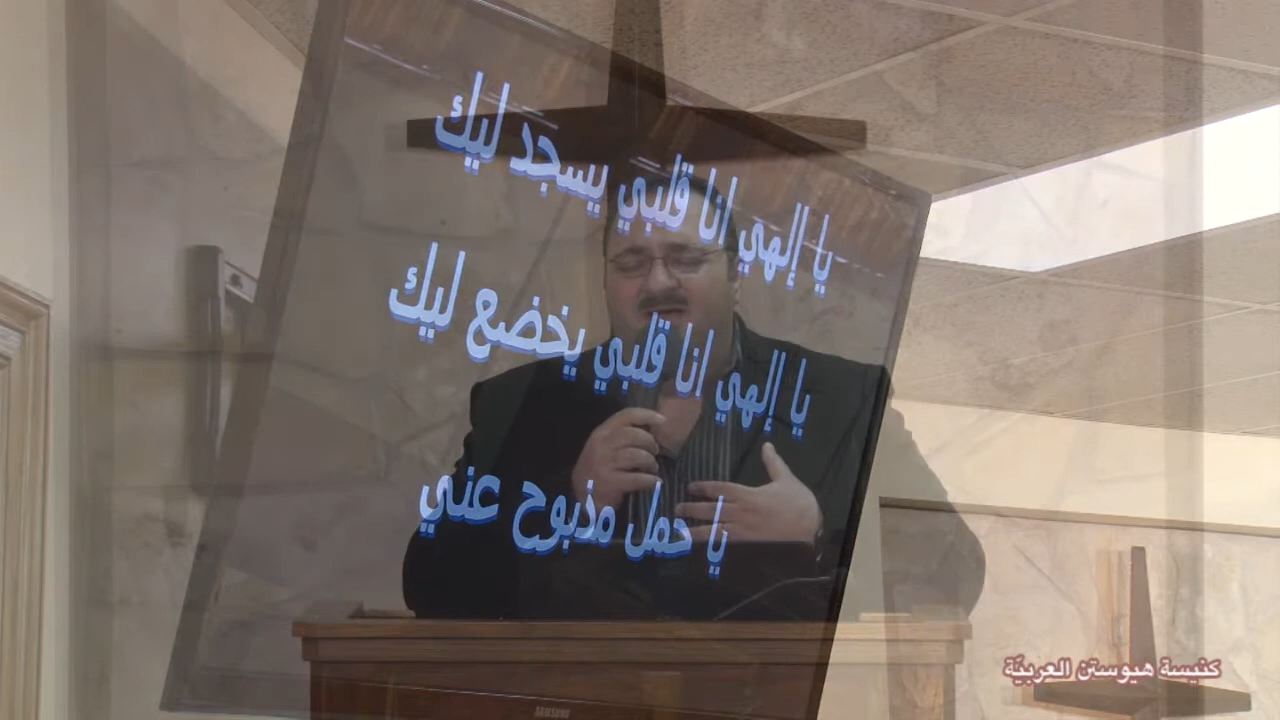 يا إلهي انا قلبي يسجد ليك
يا إلهي انا قلبي يخضع ليك
يا حمل مذبوح عني
SAMSUNG
كنيسة هيوستن العربيّة